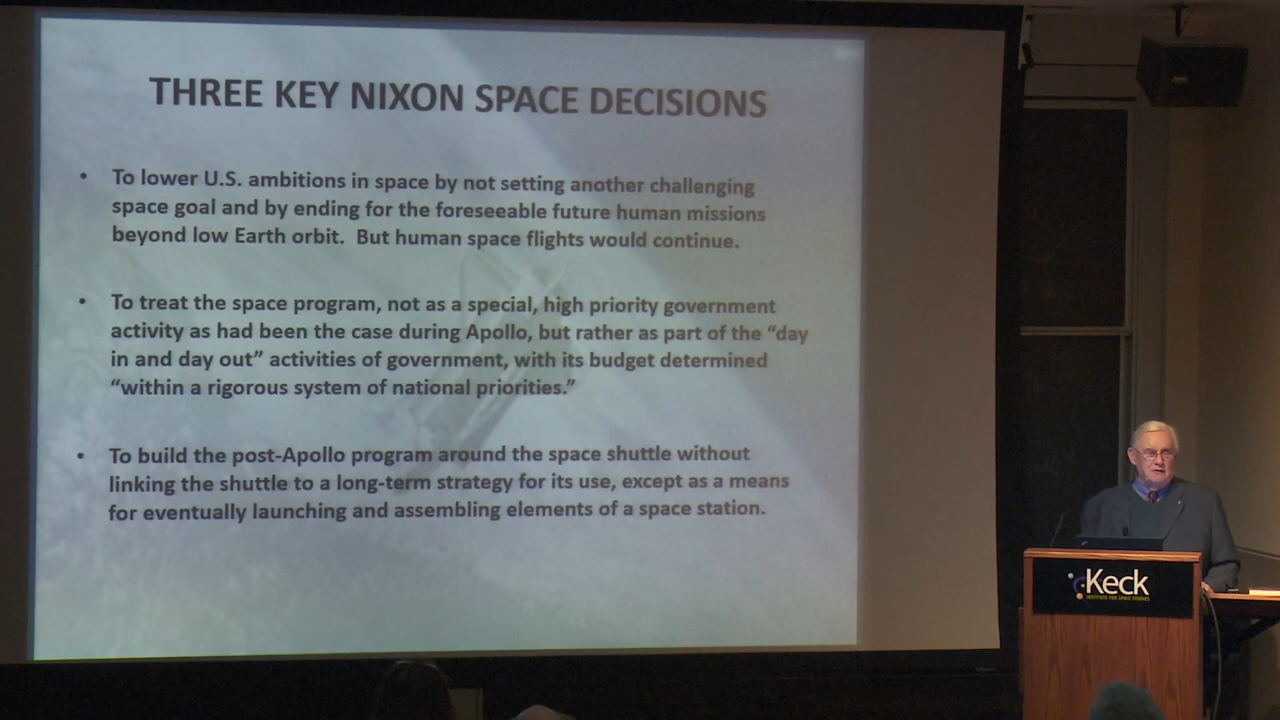 THREE KEY NIXON SPACE DECISIONS
• To lower U.S. ambitions in space by not setting another challenging
space goal and by ending for the foreseeable future human missions
beyond low Earth orbit.  But human space flights would continue.
• To treat the space program, not as a special, high priority government
activity as had been the case during Apollo, but rather as part of the “day
in and day out” activities of government, with its budget determined
“within a rigorous system of national priorities.”
• To build the post-Apollo program around the space shuttle without
linking the shuttle to a long-term strategy for its use, except as a means
for eventually launching and assembling elements of a space station.
Keck
INSTITUTE FOR SPACE STUDIES